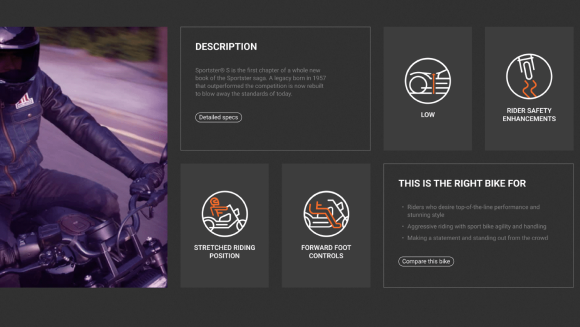 DESCRIPTION
Sportster® S is the first chapter of a whole new
book of the Sportster saga. A legacy born in 1957
that outperformed the competition is now rebuilt
to blow away the standards of today.
Detailed specs
LOW
RIDER SAFETY
ENHANCEMENTS
STRETCHED RIDING
POSITION
FORWARD FOOT
CONTROLS
THIS IS THE RIGHT BIKE FOR
• Riders who desire top-of-the-line performance and
stunning style
• Aggressive riding with sport bike agility and handling
• Making a statement and standing out from the crowd
Compare this bike